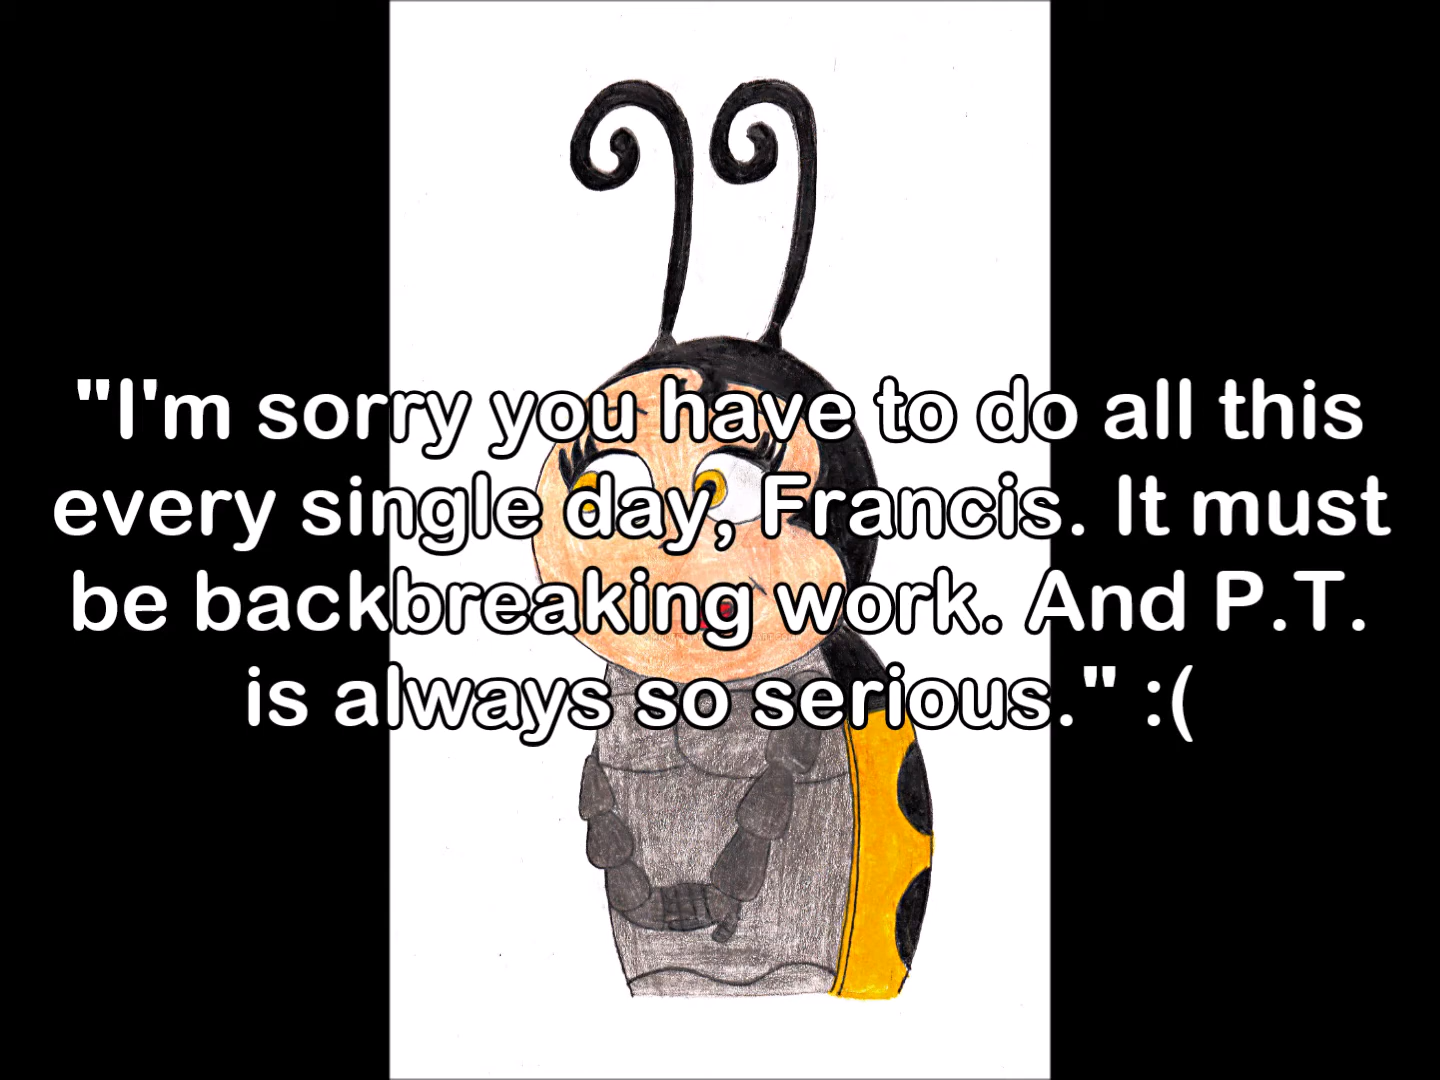 "I'm sorry you have to do all this
every single day, Francis. It must
be backbreaking work. And P.T.
is always so serious." :(